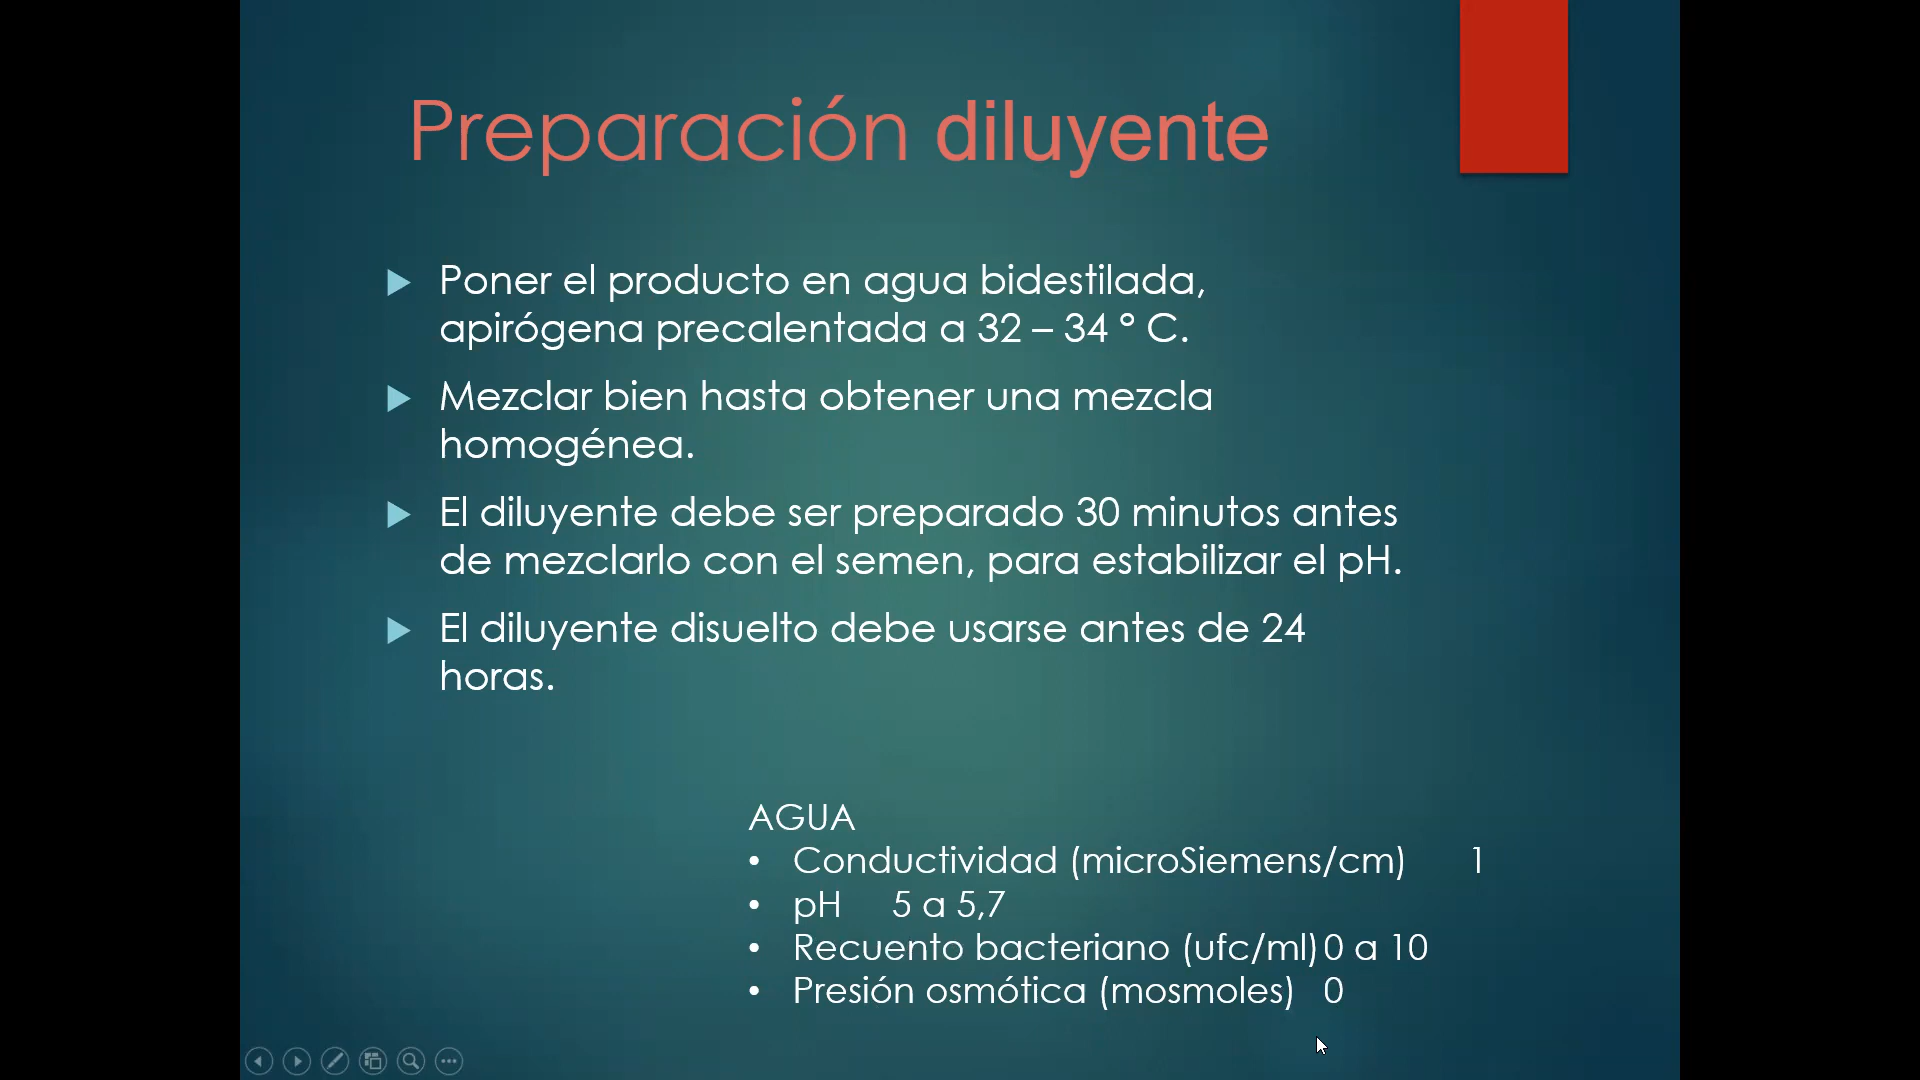 Preparación diluyente
Poner el producto en agua bidestilada,
apirógena precalentada a 32 – 34 ° C.
Mezclar bien hasta obtener una mezcla
homogénea.
El diluyente debe ser preparado 30 minutos antes
de mezclarlo con el semen, para estabilizar el pH.
El diluyente disuelto debe usarse antes de 24
horas.
AGUA
• Conductividad (microSiemens/cm) 1
• pH 5 a 5,7
• Recuento bacteriano (ufc/ml) 0 a 10
• Presión osmótica (mosmoles) 0